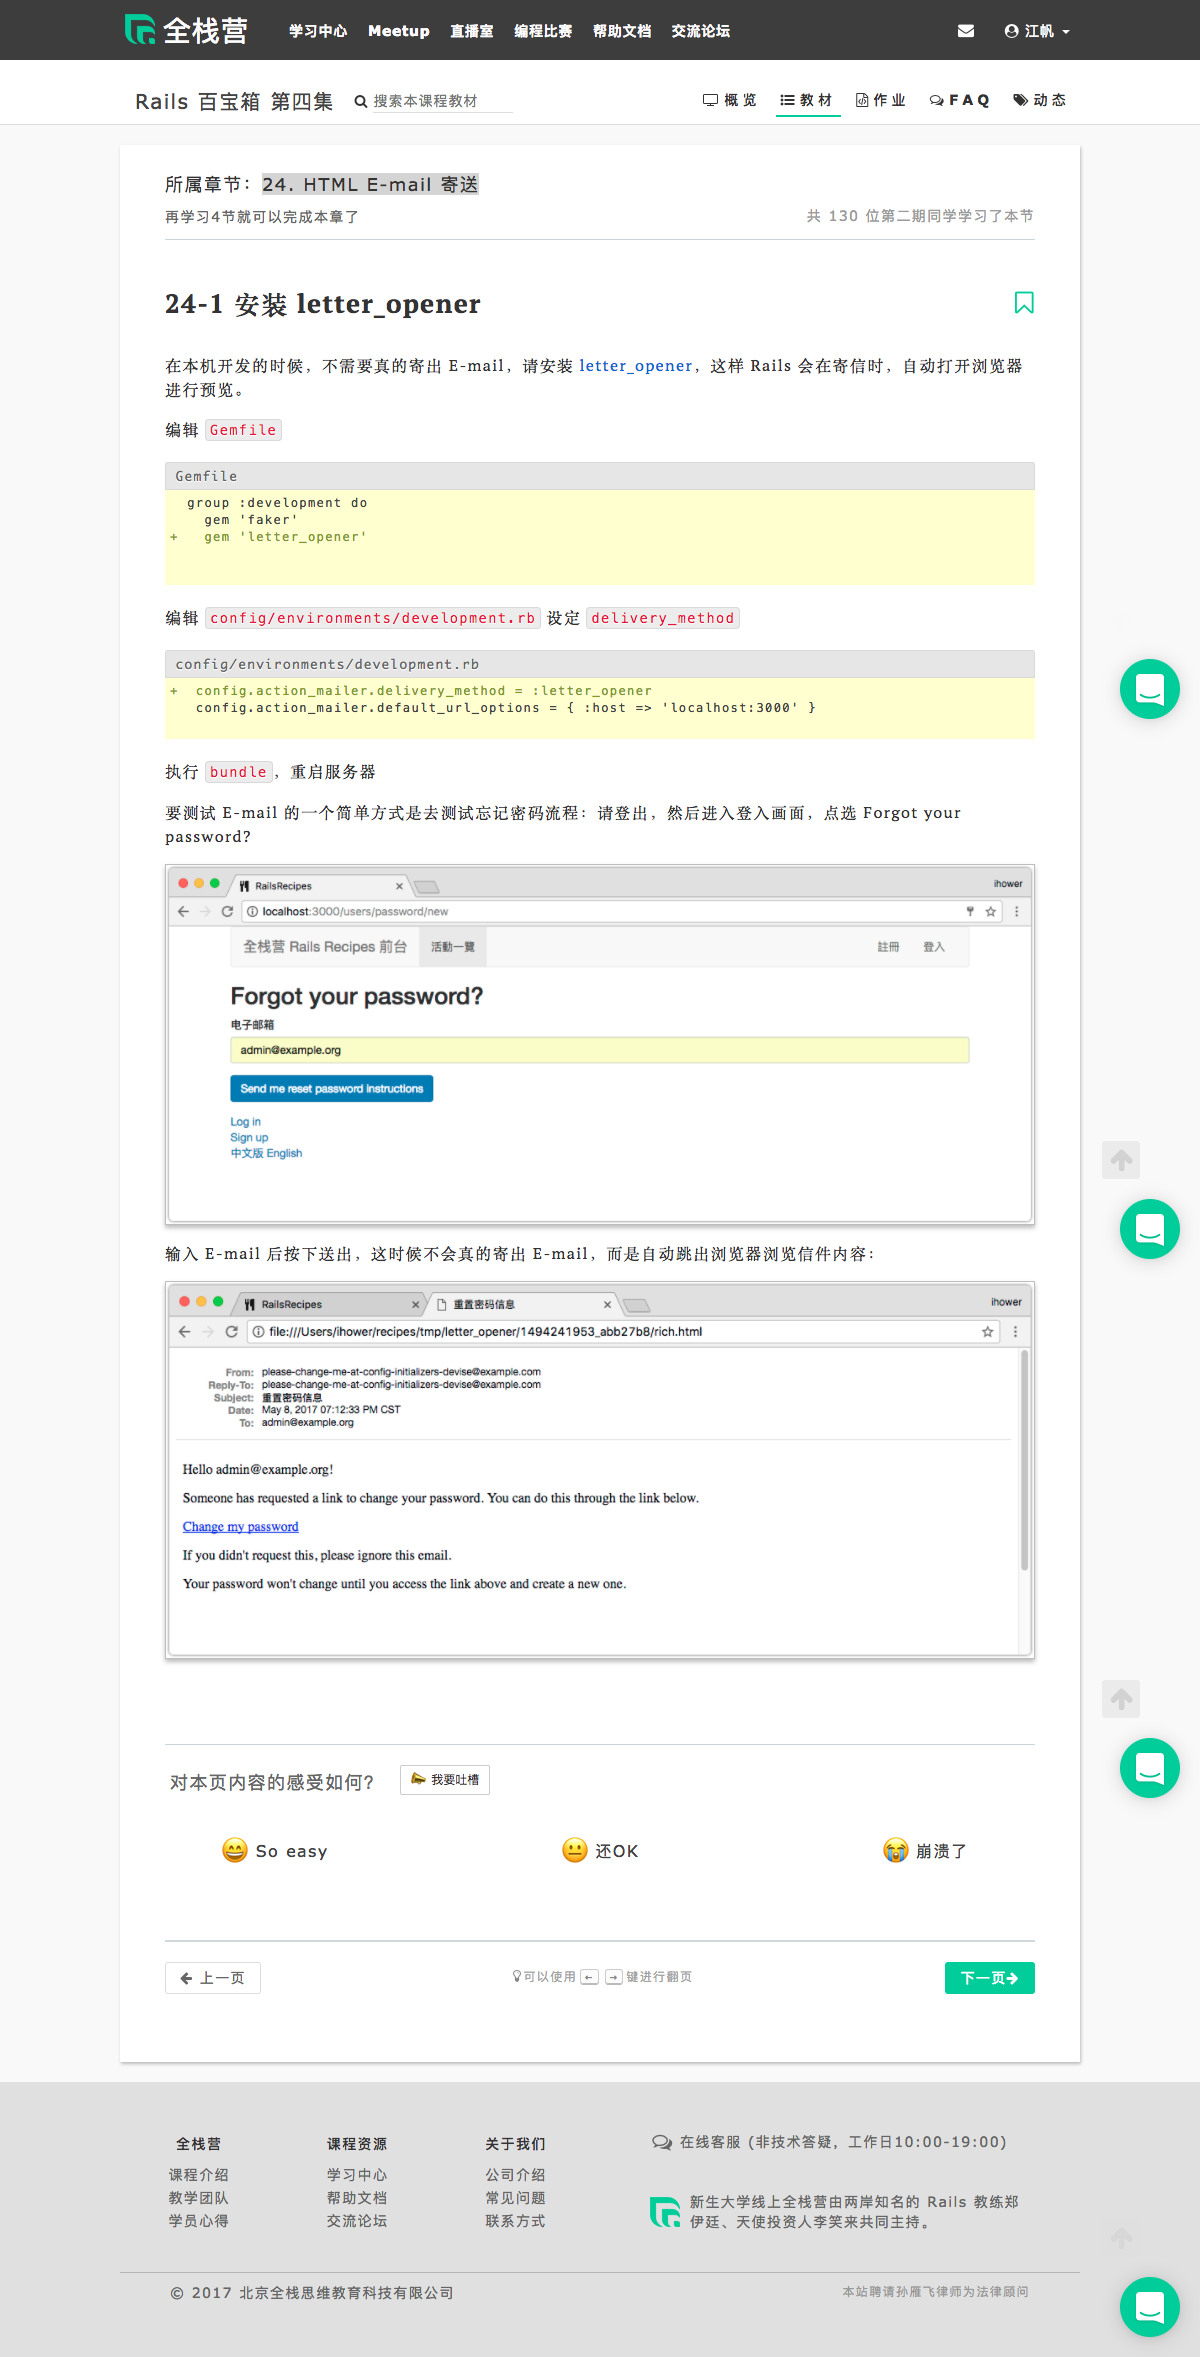 全栈营 学习中心 Meetup 直播室 编程比赛 帮助文档 交流论坛 江帆
Rails 百宝箱 第四集 搜索本课程教材 概览 教材 作业 FAQ 动态
所属章节：24. HTML E-mail 寄送
再学习4节就可以完成本章了 共 130 位第二期同学学习了本节
24-1 安装 letter_opener
在本机开发的时候，不需要真的寄出 E-mail，请安装 letter_opener，这样 Rails 会在寄信时，自动打开浏览器
进行预览。
编辑 Gemfile
Gemfile
group :development do
gem 'faker'
+ gem 'letter_opener'
编辑 config/environments/development.rb 设定 delivery_method
config/environments/development.rb
+ config.action_mailer.delivery_method = :letter_opener
config.action_mailer.default_url_options = { :host => 'localhost:3000' }
执行 bundle，重启服务器
要测试 E-mail 的一个简单方式是去测试忘记密码流程：请登出，然后进入登入画面，点选 Forgot your
password?
RailsRecipes ihower
localhost:3000/users/password/new
全栈营 Rails Recipes 前台 活動一覽 註冊 登入
Forgot your password?
电子邮箱
admin@example.org
Send me reset password instructions
Log in
Sign up
中文版 English
输入 E-mail 后按下送出，这时候不会真的寄出 E-mail，而是自动跳出浏览器浏览信件内容：
RailsRecipes 重置密码信息 ihower
file:///Users/ihower/recipes/tmp/letter_opener/1494241953_abb27b8/rich.html
From: please-change-me-at-config-initializers-devise@example.com
Reply-To: please-change-me-at-config-initializers-devise@example.com
Subject: 重置密码信息
Date: May 8, 2017 07:12:33 PM CST
To: admin@example.org
Hello admin@example.org!
Someone has requested a link to change your password. You can do this through the link below.
Change my password
If you didn't request this, please ignore this email.
Your password won't change until you access the link above and create a new one.
对本页内容的感受如何? 我要吐槽
So easy 还OK 崩溃了
上一页 可以使用 ← → 键进行翻页 下一页
全栈营 课程资源 关于我们 在线客服 (非技术答疑，工作日10:00-19:00)
课程介绍 学习中心 公司介绍
教学团队 帮助文档 常见问题
学员心得 交流论坛 联系方式
新生大学线上全栈营由两岸知名的 Rails 教练郑
伊廷、天使投资人李笑来共同主持。
© 2017 北京全栈思维教育科技有限公司 本站聘请孙雁飞律师为法律顾问